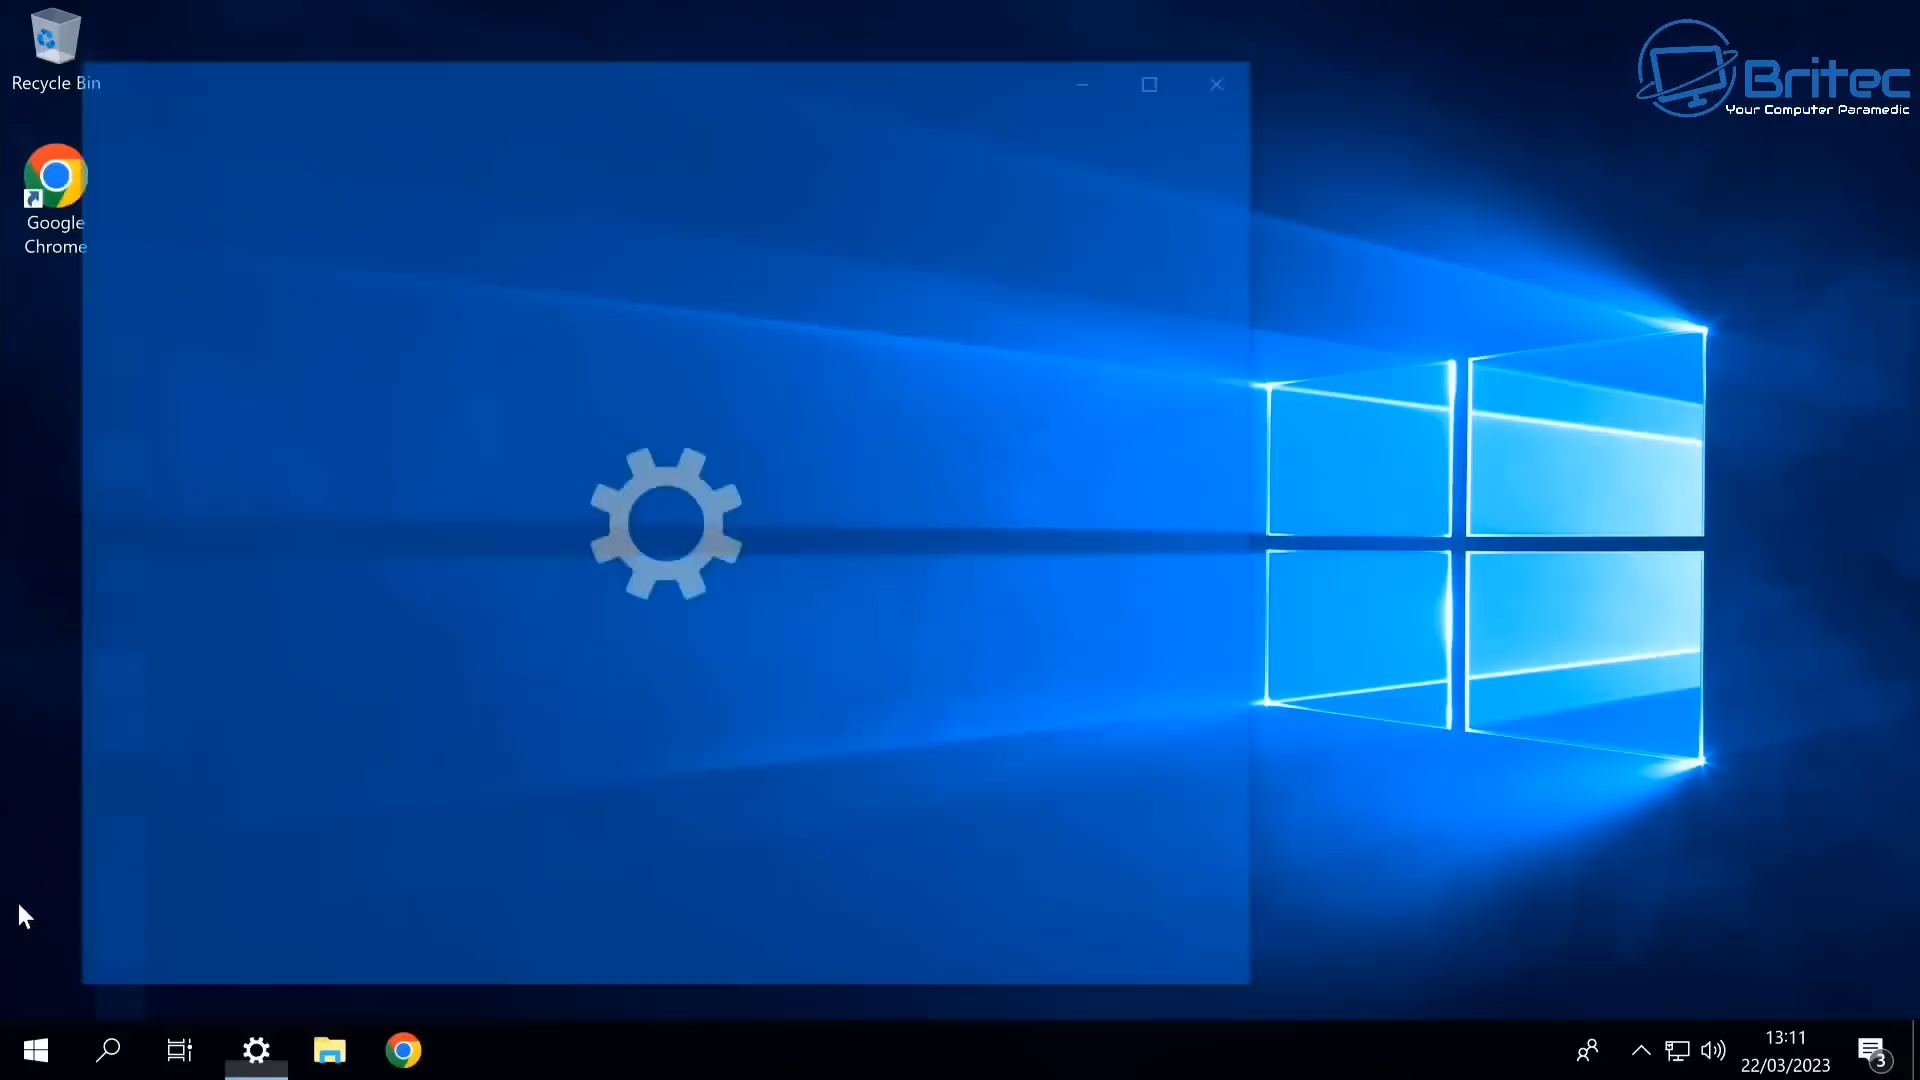 Recycle Bin
Google
Chrome
Britec
Your Computer Paramedic
13:11
22/03/2023
3